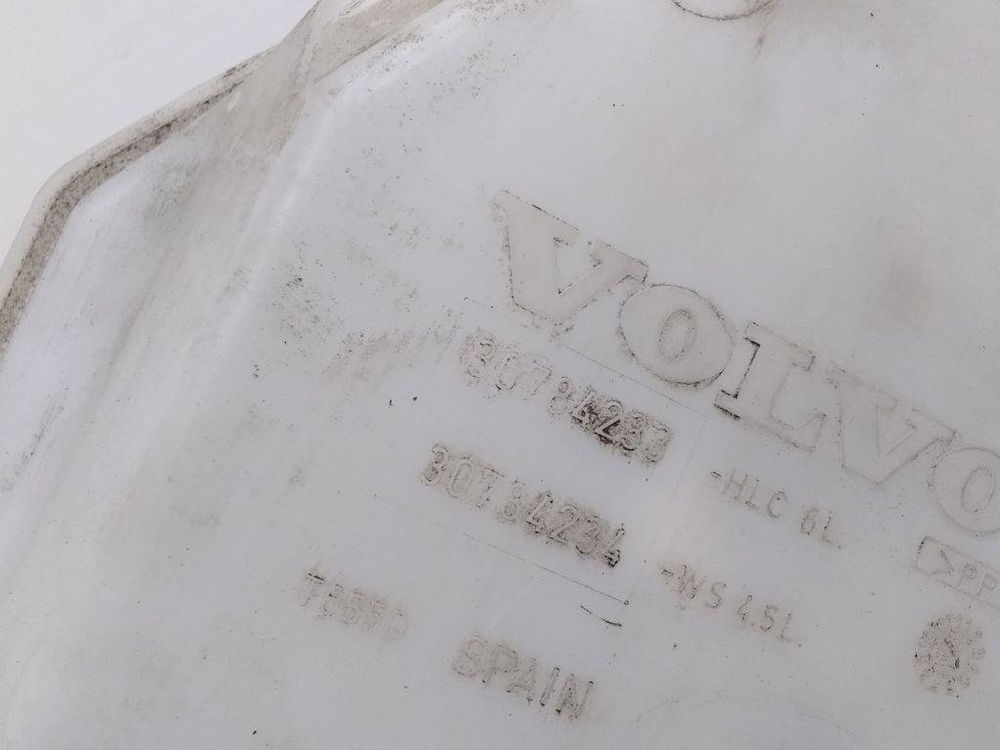 VOLVO
30784233 -HLC 6L.
30784234 -WS 4.5L.
SPAIN
>PP